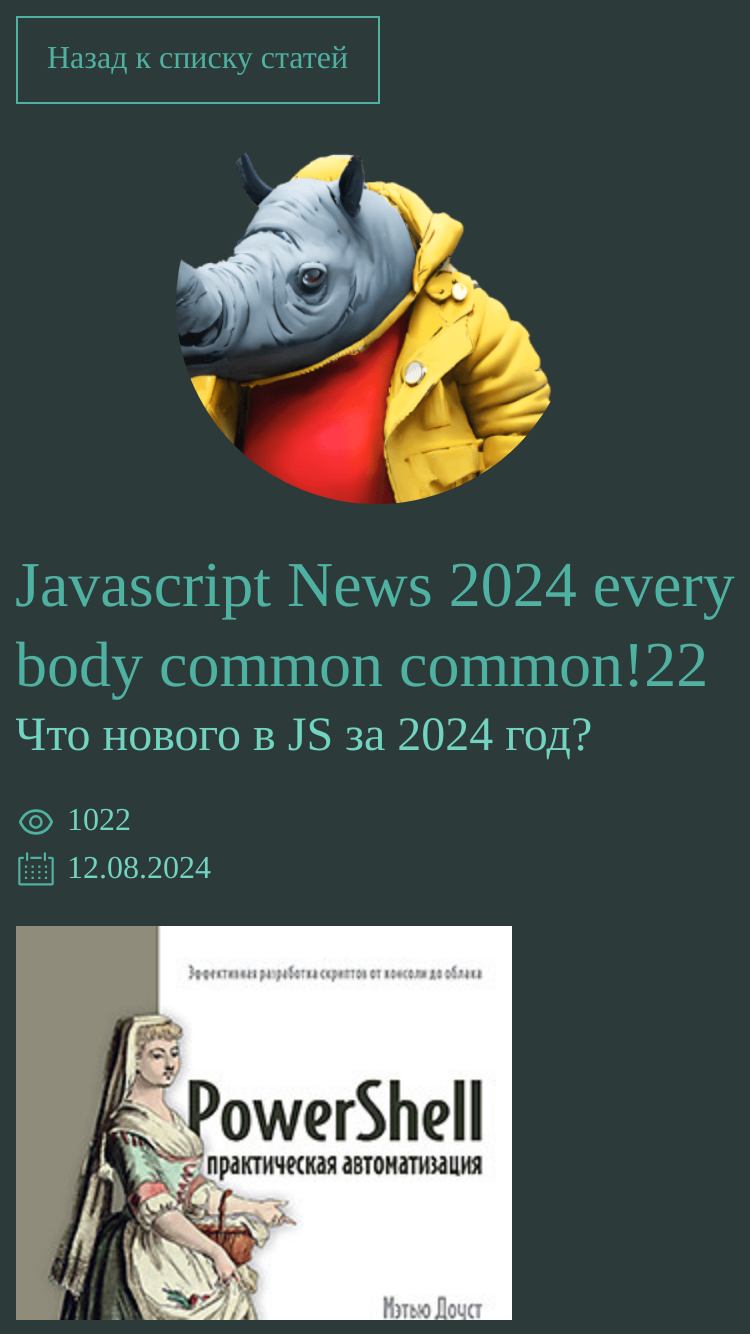 Назад к списку статей
Javascript News 2024 every
body common common!22
Что нового в JS за 2024 год?
1022
12.08.2024
Эффективная разработка скриптов от консоли до облака
PowerShell
практическая автоматизация
Мэтью Доуст